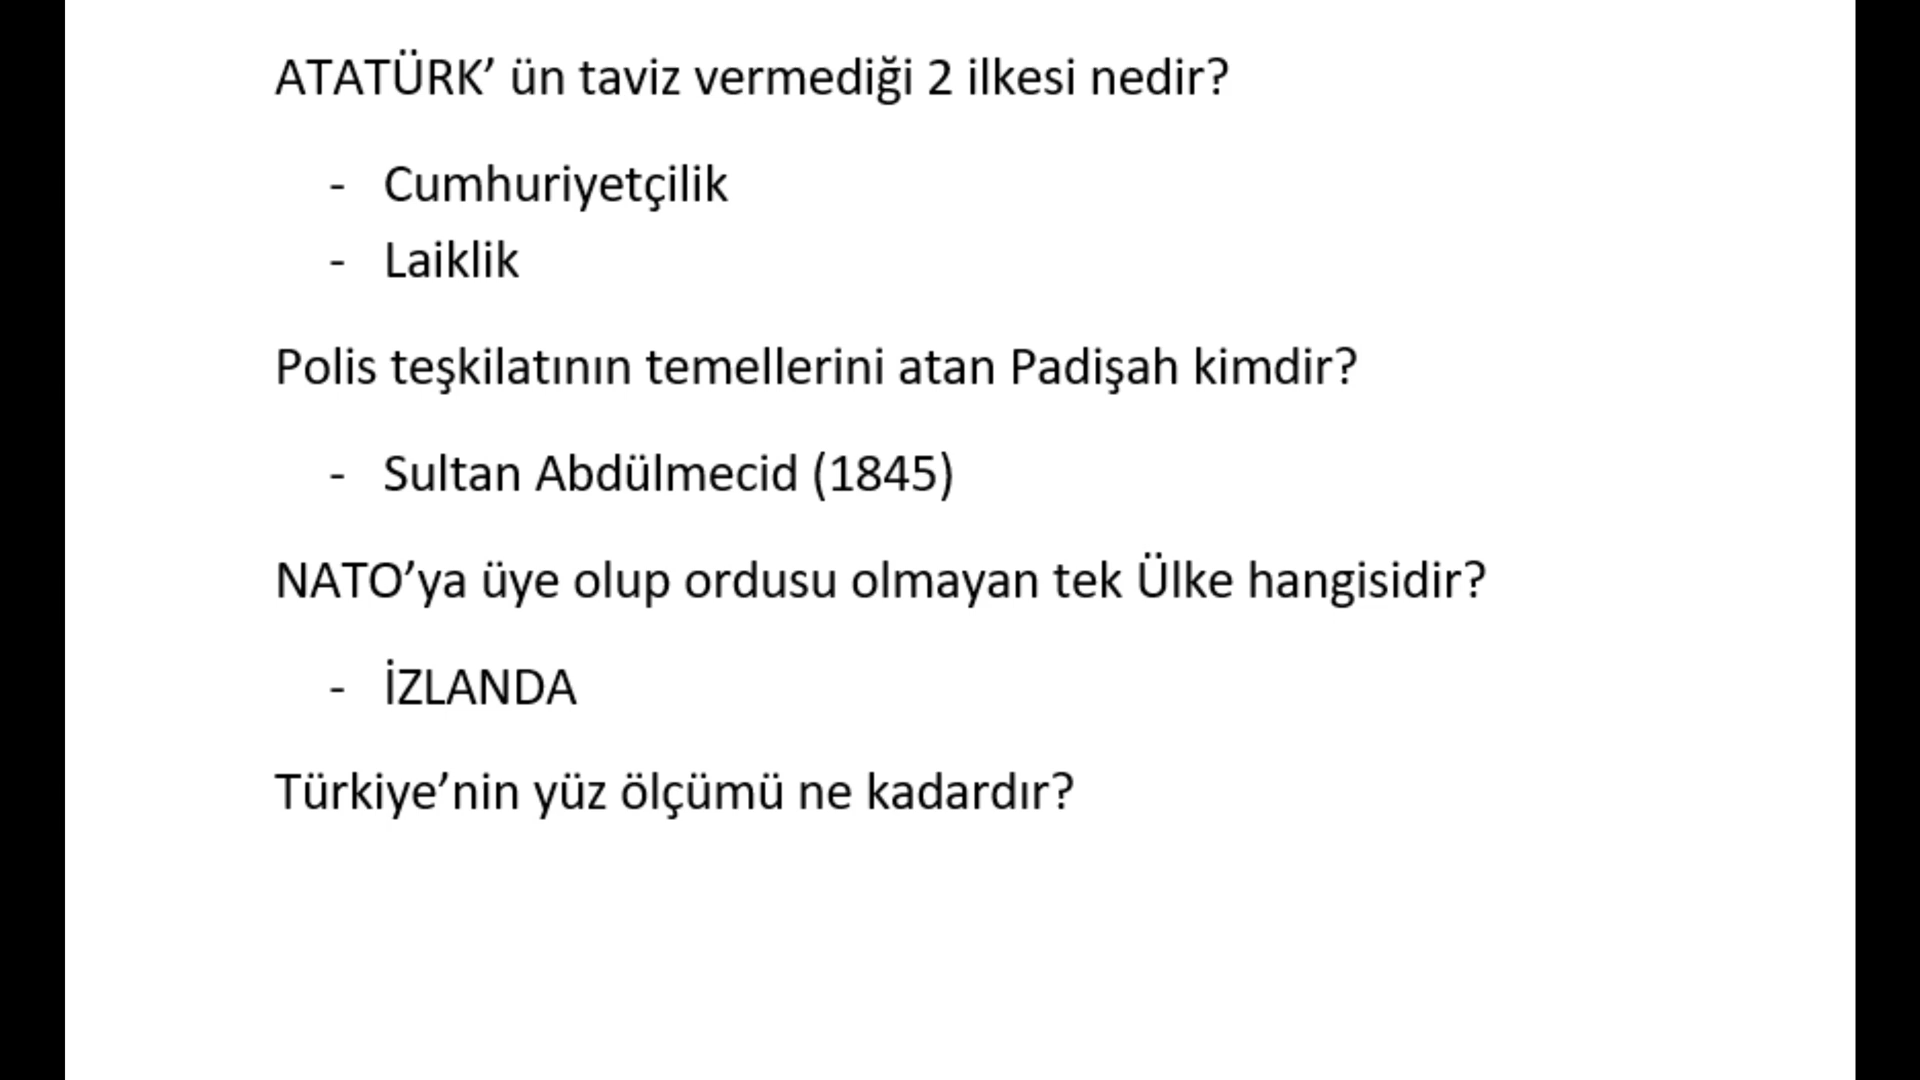 ATATÜRK’ ün taviz vermediği 2 ilkesi nedir?
- Cumhuriyetçilik
- Laiklik
Polis teşkilatının temellerini atan Padişah kimdir?
- Sultan Abdülmecid (1845)
NATO’ya üye olup ordusu olmayan tek Ülke hangisidir?
- İZLANDA
Türkiye’nin yüz ölçümü ne kadardır?